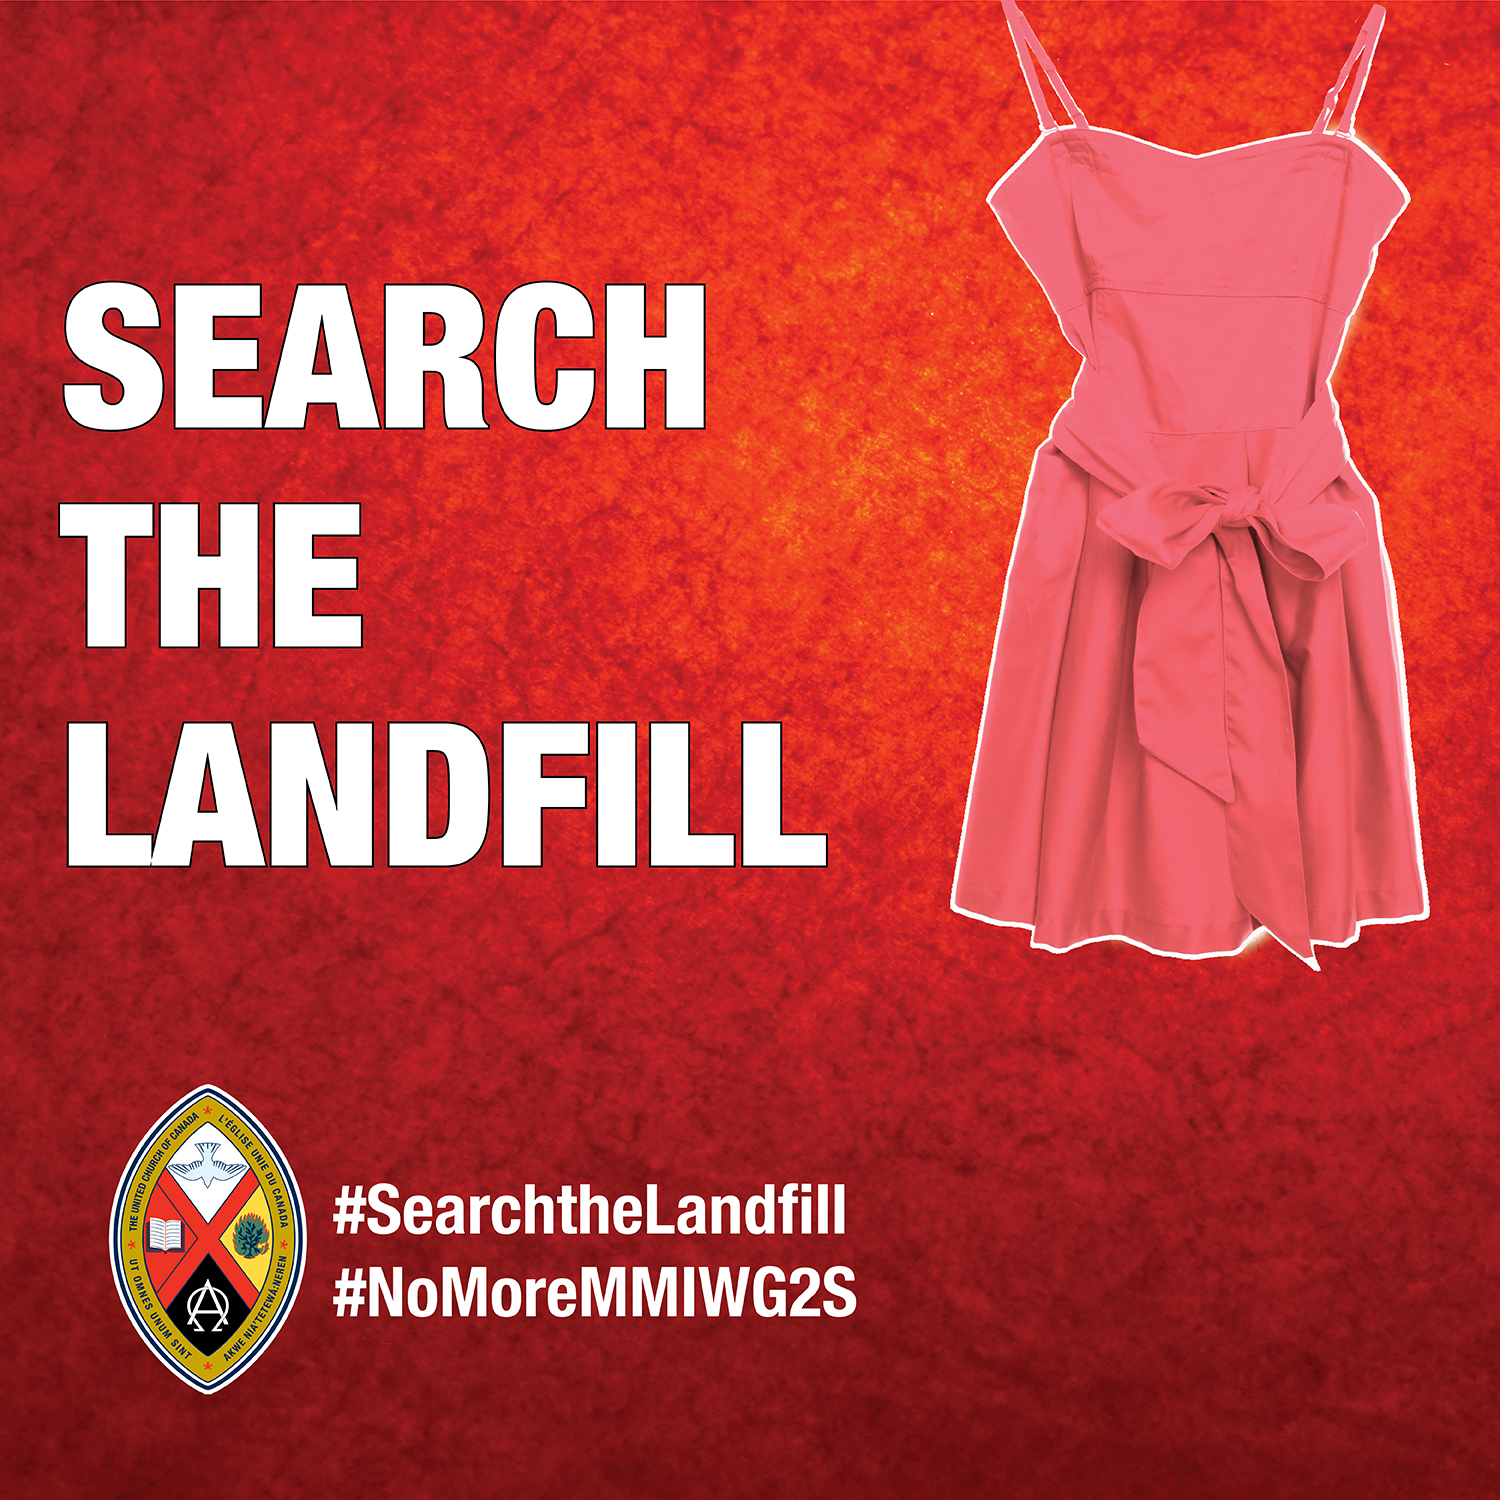 SEARCH
THE
LANDFILL
THE UNITED CHURCH OF CANADA
L'ÉGLISE UNIE DU CANADA
UT OMNES UNUM SINT
AKWE NIA'TETEWÁ:NEREN
ΑΩ
#SearchtheLandfill
#NoMoreMMIWG2S